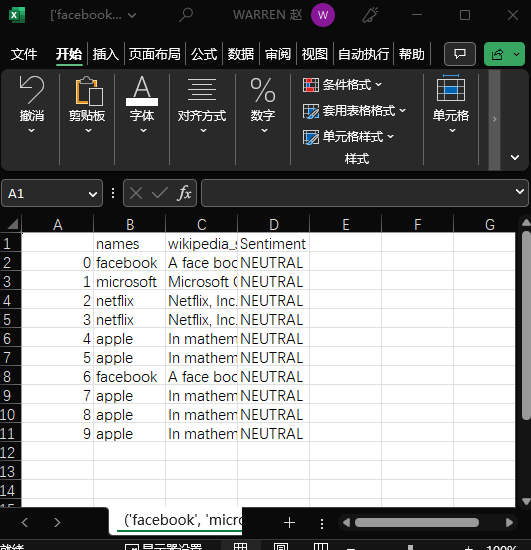 ['facebook... WARREN 赵 W
文件 开始 插入 页面布局 公式 数据 审阅 视图 自动执行 帮助
撤消 剪贴板 字体 对齐方式 数字 条件格式 套用表格格式 单元格样式 样式 单元格
A1 fx
A B C D E F G
1 names wikipedia_s Sentiment
2 0 facebook A face boo NEUTRAL
3 1 microsoft Microsoft C NEUTRAL
4 2 netflix Netflix, Inc. NEUTRAL
5 3 netflix Netflix, Inc. NEUTRAL
6 4 apple In mathem NEUTRAL
7 5 apple In mathem NEUTRAL
8 6 facebook A face boo NEUTRAL
9 7 apple In mathem NEUTRAL
10 8 apple In mathem NEUTRAL
11 9 apple In mathem NEUTRAL
12
13
14
('facebook', 'micro
就绪 显示器设置 100%